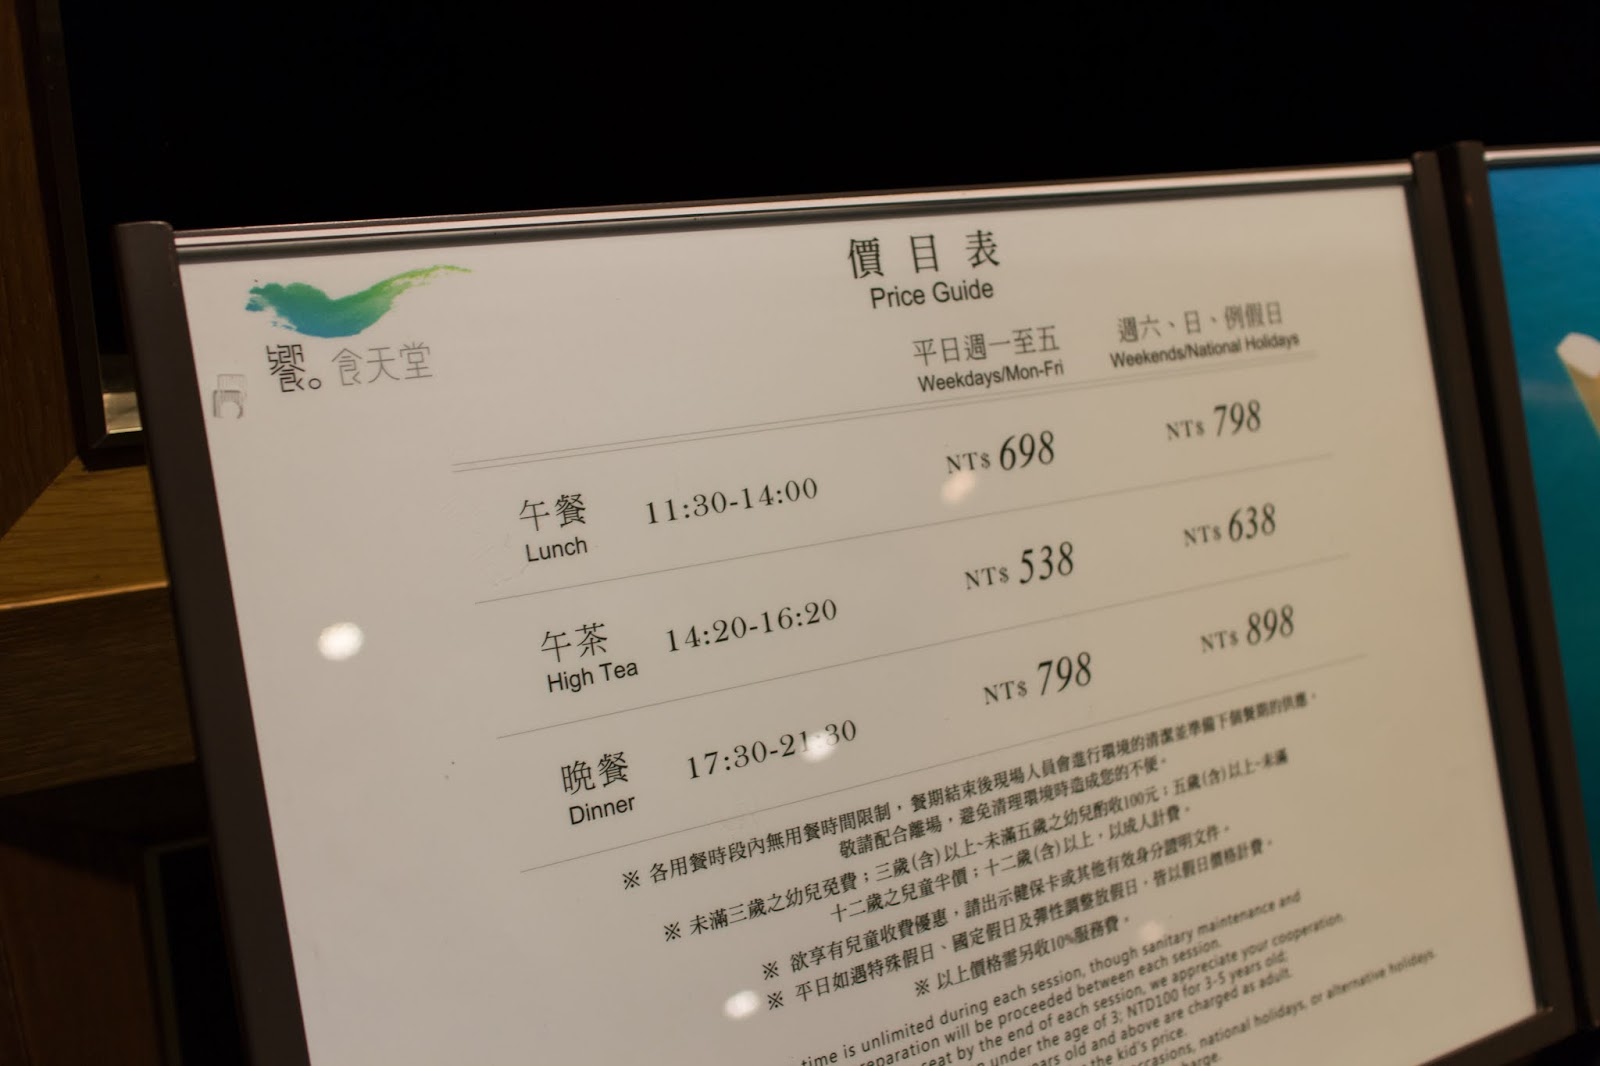 價目表
Price Guide
饗。食天堂
平日週一至五
Weekdays/Mon-Fri
週六、日、例假日
Weekends/National Holidays
午餐 11:30-14:00 NT$ 698 NT$ 798
Lunch
午茶 14:20-16:20 NT$ 538 NT$ 638
High Tea
晚餐 17:30-21:30 NT$ 798 NT$ 898
Dinner
※ 各用餐時段內無用餐時間限制，餐期結束後現場人員會進行環境的清潔並準備下個餐期的供應。
敬請配合離場，避免清理環境時造成您的不便。
※ 未滿三歲之幼兒免費；三歲(含)以上~未滿五歲之幼兒酌收100元；五歲(含)以上~未滿
十二歲之兒童半價；十二歲(含)以上，以成人計費。
※ 欲享有兒童收費優惠，請出示健保卡或其他有效身分證明文件。
※ 平日如遇特殊假日、國定假日及彈性調整放假日，皆以假日價格計費。
※ 以上價格需另收10%服務費。
time is unlimited during each session, though sanitary maintenance and
reparation will be proceeded between each session.
seat by the end of each session, we appreciate your cooperation.
under the age of 3; NTD100 for 3-5 years old;
ears old and above are charged as adult.
the kid's price.
ccasions, national holidays, or alternative holidays.
harge.